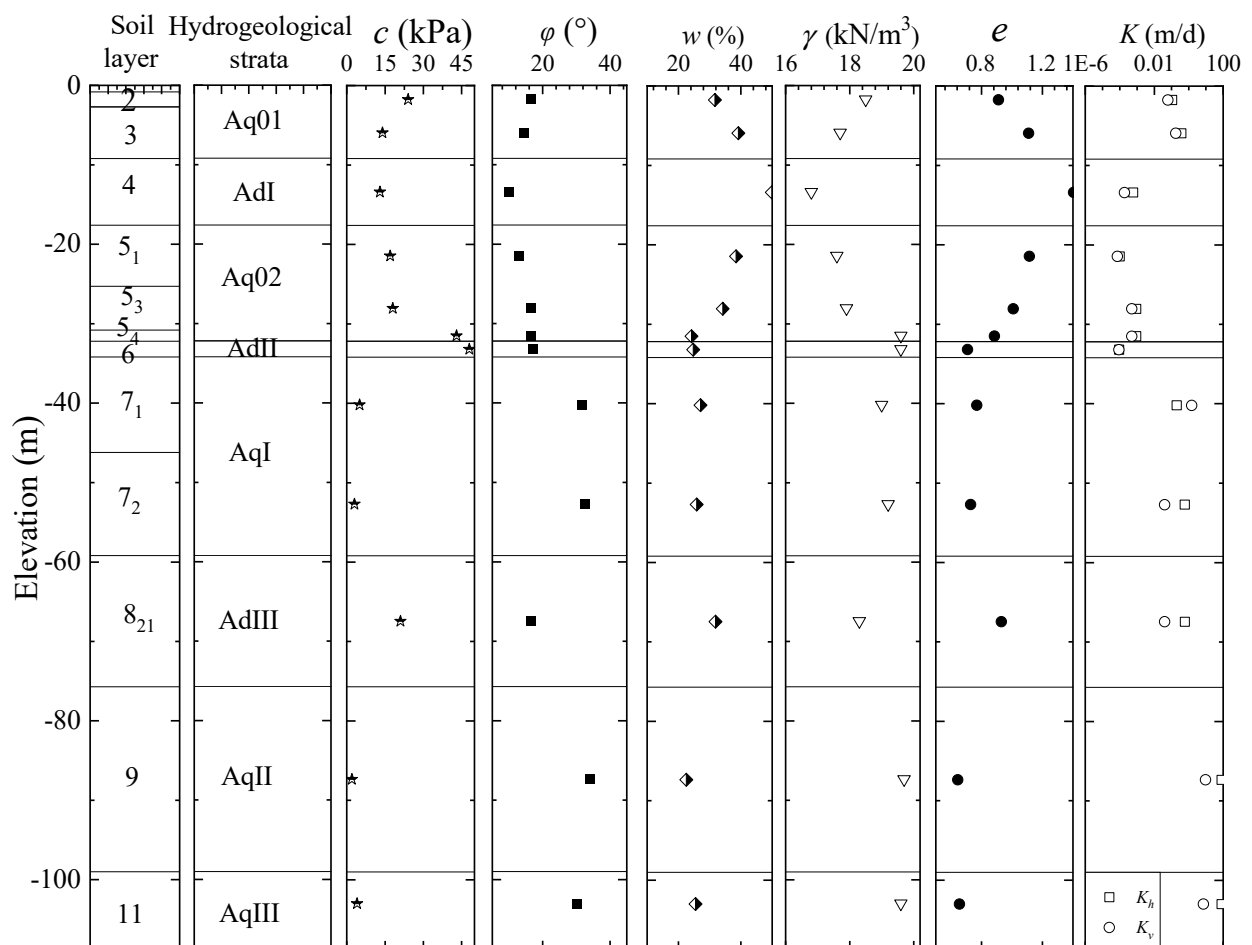 Soil layer
Hydrogeological strata
c (kPa)
φ (°)
w (%)
γ (kN/m³)
e
K (m/d)
0 15 30 45
20 40
20 40
16 18 20
0.8 1.2
1E-6 0.01 100
Elevation (m)
0
-20
-40
-60
-80
-100
2
3
4
5₁
5₃
5₄
6
7₁
7₂
8₂₁
9
11
Aq01
AdI
Aq02
AdII
AqI
AdIII
AqII
AqIII
Kₕ
Kᵥ